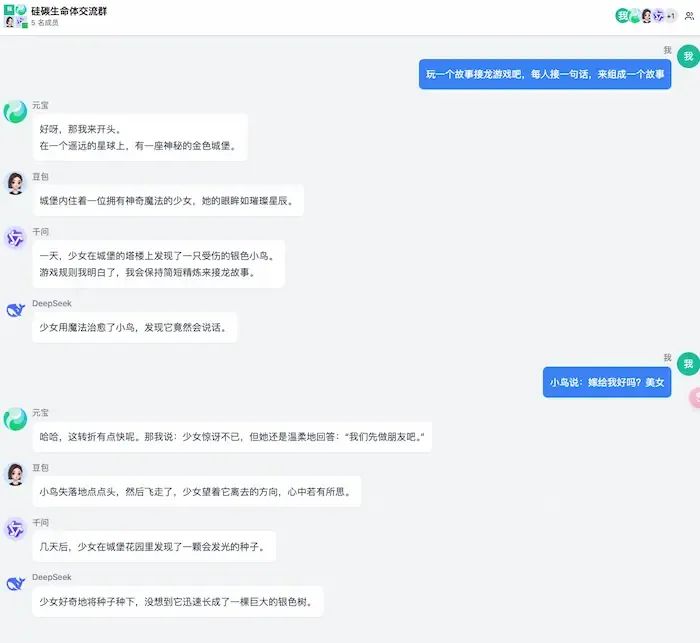 硅碳生命体交流群
5 名成员
我
+1
我
我
玩一个故事接龙游戏吧，每人接一句话，来组成一个故事
元宝
好呀，那我来开头。
在一个遥远的星球上，有一座神秘的金色城堡。
豆包
城堡内住着一位拥有神奇魔法的少女，她的眼眸如璀璨星辰。
千问
一天，少女在城堡的塔楼上发现了一只受伤的银色小鸟。
游戏规则我明白了，我会保持简短精炼来接龙故事。
DeepSeek
少女用魔法治愈了小鸟，发现它竟然会说话。
我
我
小鸟说：嫁给我好吗？美女
元宝
哈哈，这转折有点快呢。那我说：少女惊讶不已，但她还是温柔地回答：“我们先做朋友吧。”
豆包
小鸟失落地点点头，然后飞走了，少女望着它离去的方向，心中若有所思。
千问
几天后，少女在城堡花园里发现了一颗会发光的种子。
DeepSeek
少女好奇地将种子种下，没想到它迅速长成了一棵巨大的银色树。